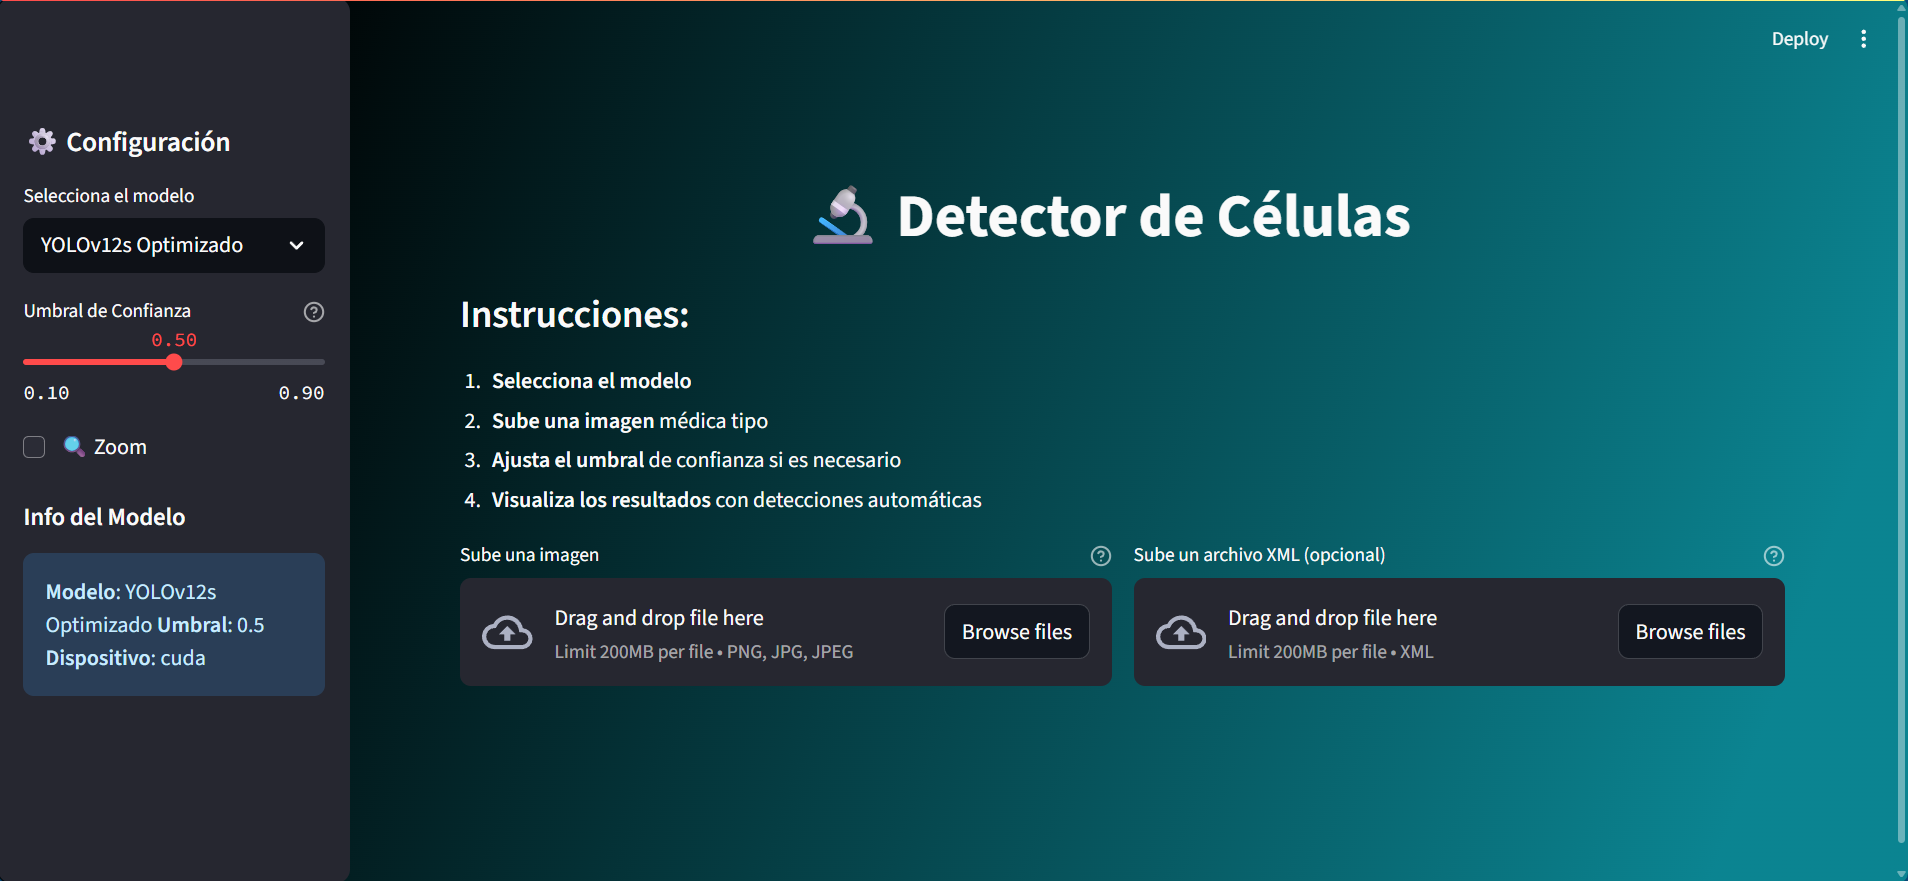 Deploy
Configuración
Selecciona el modelo
YOLOv12s Optimizado
Umbral de Confianza
0.50
0.10 0.90
Zoom
Info del Modelo
Modelo: YOLOv12s
Optimizado Umbral: 0.5
Dispositivo: cuda
Detector de Células
Instrucciones:
1. Selecciona el modelo
2. Sube una imagen médica tipo
3. Ajusta el umbral de confianza si es necesario
4. Visualiza los resultados con detecciones automáticas
Sube una imagen
Drag and drop file here
Limit 200MB per file • PNG, JPG, JPEG
Browse files
Sube un archivo XML (opcional)
Drag and drop file here
Limit 200MB per file • XML
Browse files